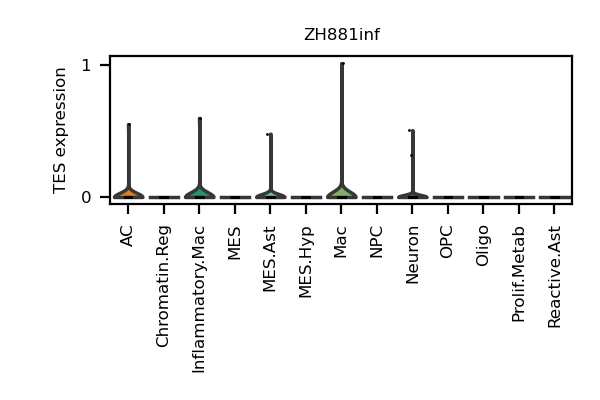 ZH881inf
TES expression
1
0
AC
Chromatin.Reg
Inflammatory.Mac
MES
MES.Ast
MES.Hyp
Mac
NPC
Neuron
OPC
Oligo
Prolif.Metab
Reactive.Ast